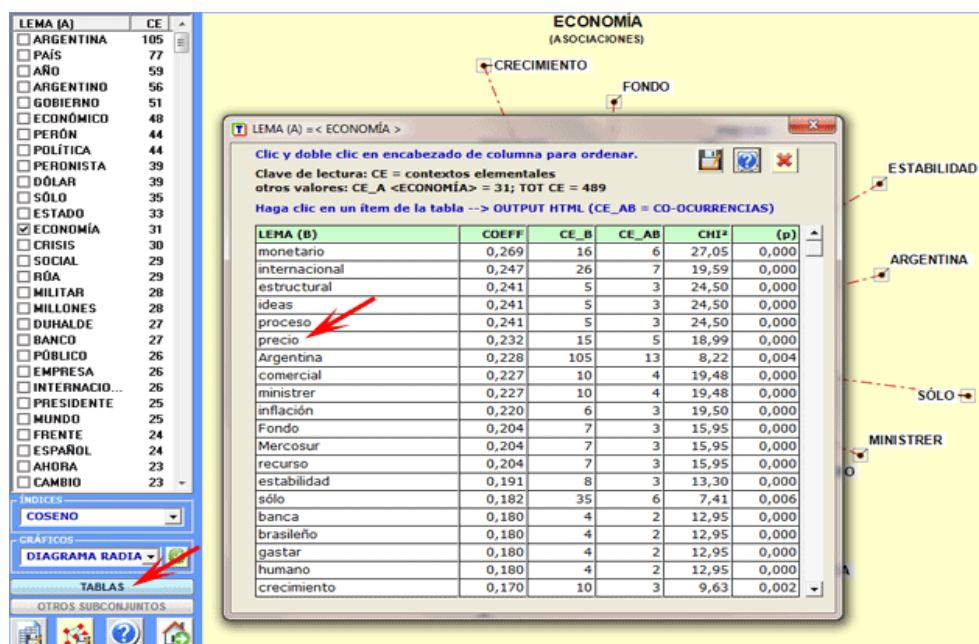 LEMA (A) CE
ARGENTINA 105
PAÍS 77
AÑO 59
ARGENTINO 56
GOBIERNO 51
ECONÓMICO 48
PERÓN 44
POLÍTICA 44
PERONISTA 39
DÓLAR 39
SÓLO 35
ESTADO 33
ECONOMÍA 31
CRISIS 30
SOCIAL 29
RÚA 29
MILITAR 28
MILLONES 28
DUHALDE 27
BANCO 27
PÚBLICO 26
EMPRESA 26
INTERNACIO... 26
PRESIDENTE 25
MUNDO 25
FRENTE 24
ESPAÑOL 24
AHORA 23
CAMBIO 23
ÍNDICES
COSENO
GRÁFICOS
DIAGRAMA RADIA
TABLAS
OTROS SUBCONJUNTOS
ECONOMÍA
(ASOCIACIONES)
CRECIMIENTO
FONDO
ESTABILIDAD
ARGENTINA
SÓLO
MINISTRER
O
A
T LEMA (A) =< ECONOMÍA >
Clic y doble clic en encabezado de columna para ordenar.
Clave de lectura: CE = contextos elementales
otros valores: CE_A <ECONOMÍA> = 31; TOT CE = 489
Haga clic en un ítem de la tabla --> OUTPUT HTML (CE_AB = CO-OCURRENCIAS)
LEMA (B) COEFF CE_B CE_AB CHI² (p)
monetario 0,269 16 6 27,05 0,000
internacional 0,247 26 7 19,59 0,000
estructural 0,241 5 3 24,50 0,000
ideas 0,241 5 3 24,50 0,000
proceso 0,241 5 3 24,50 0,000
precio 0,232 15 5 18,99 0,000
Argentina 0,228 105 13 8,22 0,004
comercial 0,227 10 4 19,48 0,000
ministrer 0,227 10 4 19,48 0,000
inflación 0,220 6 3 19,50 0,000
Fondo 0,204 7 3 15,95 0,000
Mercosur 0,204 7 3 15,95 0,000
recurso 0,204 7 3 15,95 0,000
estabilidad 0,191 8 3 13,30 0,000
sólo 0,182 35 6 7,41 0,006
banca 0,180 4 2 12,95 0,000
brasileño 0,180 4 2 12,95 0,000
gastar 0,180 4 2 12,95 0,000
humano 0,180 4 2 12,95 0,000
crecimiento 0,170 10 3 9,63 0,002